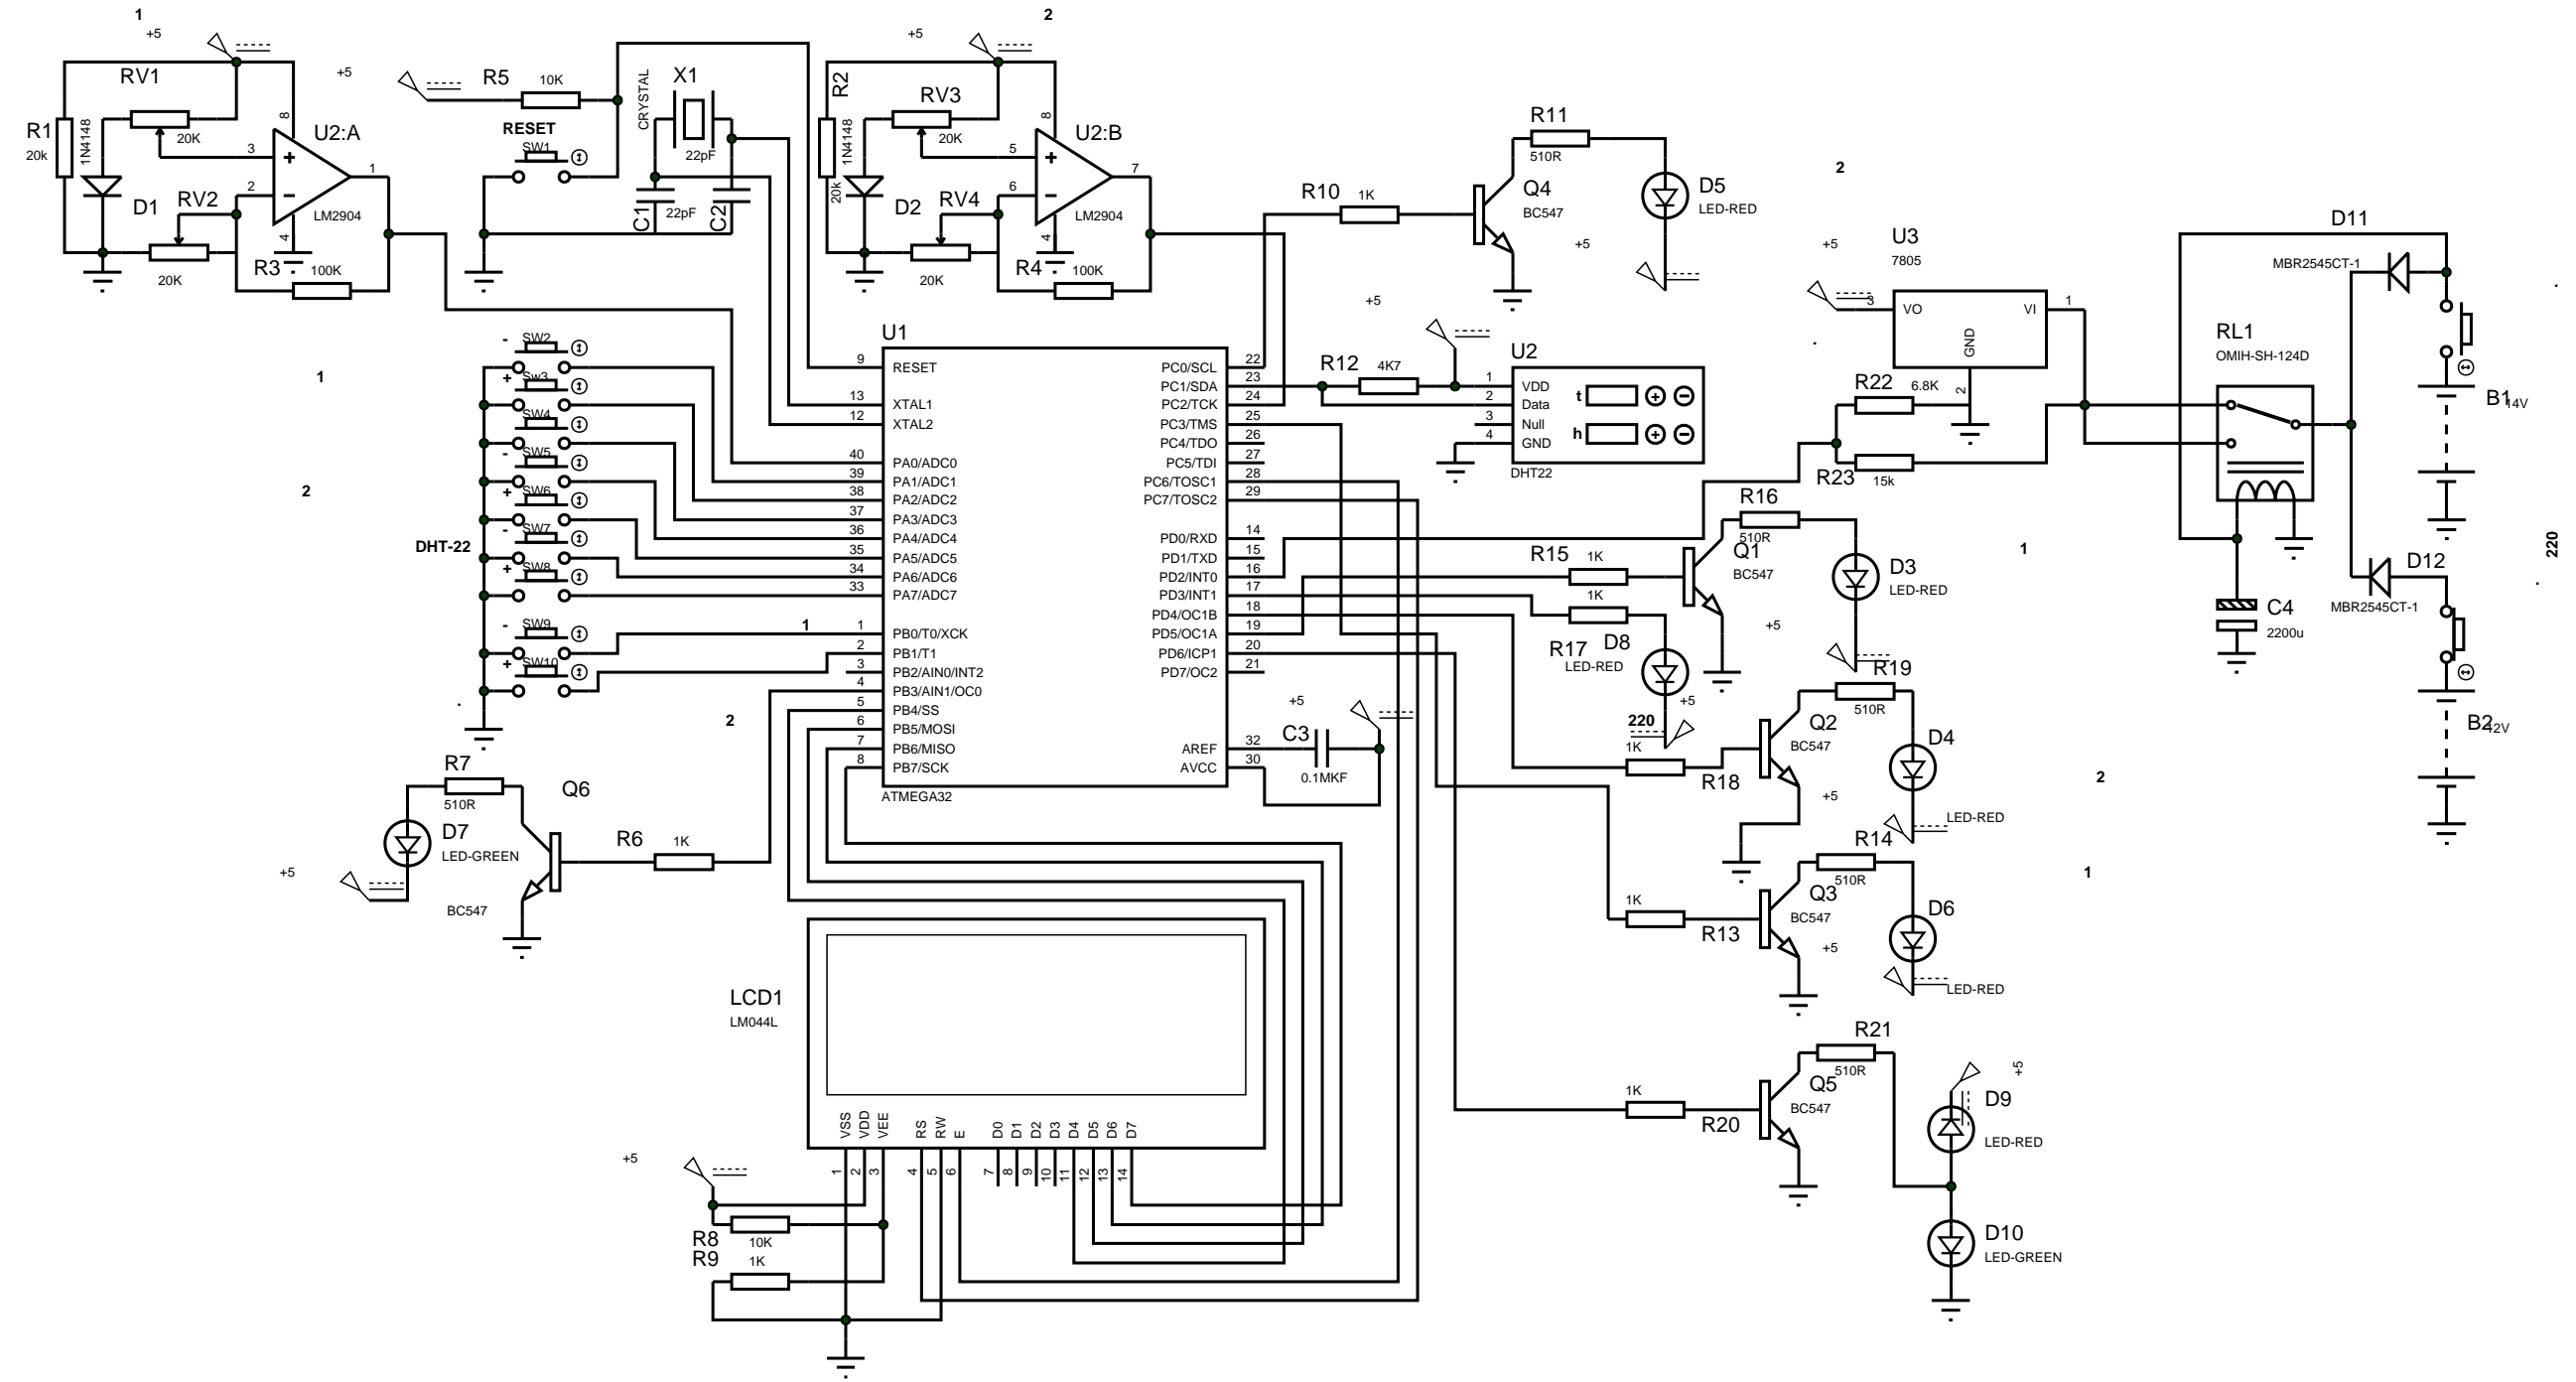 1
+5
RV1
20K
R1
20k
1N4148
D1
RV2
20K
R3
100K
U2:A
LM2904
8
3
2
1
4
+5
R5
10K
RESET
SW1
X1
CRYSTAL
22pF
C1
22pF
C2
2
+5
R2
20k
RV3
20K
1N4148
D2
RV4
20K
R4
100K
U2:B
LM2904
8
5
6
7
4
R10
1K
R11
510R
Q4
BC547
D5
LED-RED
+5
2
+5
U3
7805
VO
VI
GND
3
1
2
R22
6.8K
R23
15k
D11
MBR2545CT-1
RL1
OMIH-SH-124D
B1
14V
D12
MBR2545CT-1
C4
2200u
B2
12V
220
1
2
DHT-22
-
SW2
+
Sw3
SW4
-
SW5
+
SW6
-
SW7
+
SW8
-
SW9
+
SW10
1
2
U1
ATMEGA32
9 RESET
13 XTAL1
12 XTAL2
40 PA0/ADC0
39 PA1/ADC1
38 PA2/ADC2
37 PA3/ADC3
36 PA4/ADC4
35 PA5/ADC5
34 PA6/ADC6
33 PA7/ADC7
1 PB0/T0/XCK
2 PB1/T1
3 PB2/AIN0/INT2
4 PB3/AIN1/OC0
5 PB4/SS
6 PB5/MOSI
7 PB6/MISO
8 PB7/SCK
PC0/SCL 22
PC1/SDA 23
PC2/TCK 24
PC3/TMS 25
PC4/TDO 26
PC5/TDI 27
PC6/TOSC1 28
PC7/TOSC2 29
PD0/RXD 14
PD1/TXD 15
PD2/INT0 16
PD3/INT1 17
PD4/OC1B 18
PD5/OC1A 19
PD6/ICP1 20
PD7/OC2 21
AREF 32
AVCC 30
+5
R12
4K7
U2
1 VDD
2 Data
3 Null
4 GND
t
h
DHT22
+5
C3
0.1MKF
R15
1K
R16
510R
Q1
BC547
D3
LED-RED
+5
1
1K
R17
D8
LED-RED
+5
220
1K
R18
R19
510R
Q2
BC547
D4
LED-RED
+5
2
1K
R13
R14
510R
Q3
BC547
D6
LED-RED
+5
1
1K
R20
R21
510R
Q5
BC547
D9
LED-RED
+5
D10
LED-GREEN
R7
510R
Q6
BC547
D7
LED-GREEN
+5
R6
1K
LCD1
LM044L
VSS
VDD
VEE
RS
RW
E
D0
D1
D2
D3
D4
D5
D6
D7
1
2
3
4
5
6
7
8
9
10
11
12
13
14
+5
R8
10K
R9
1K